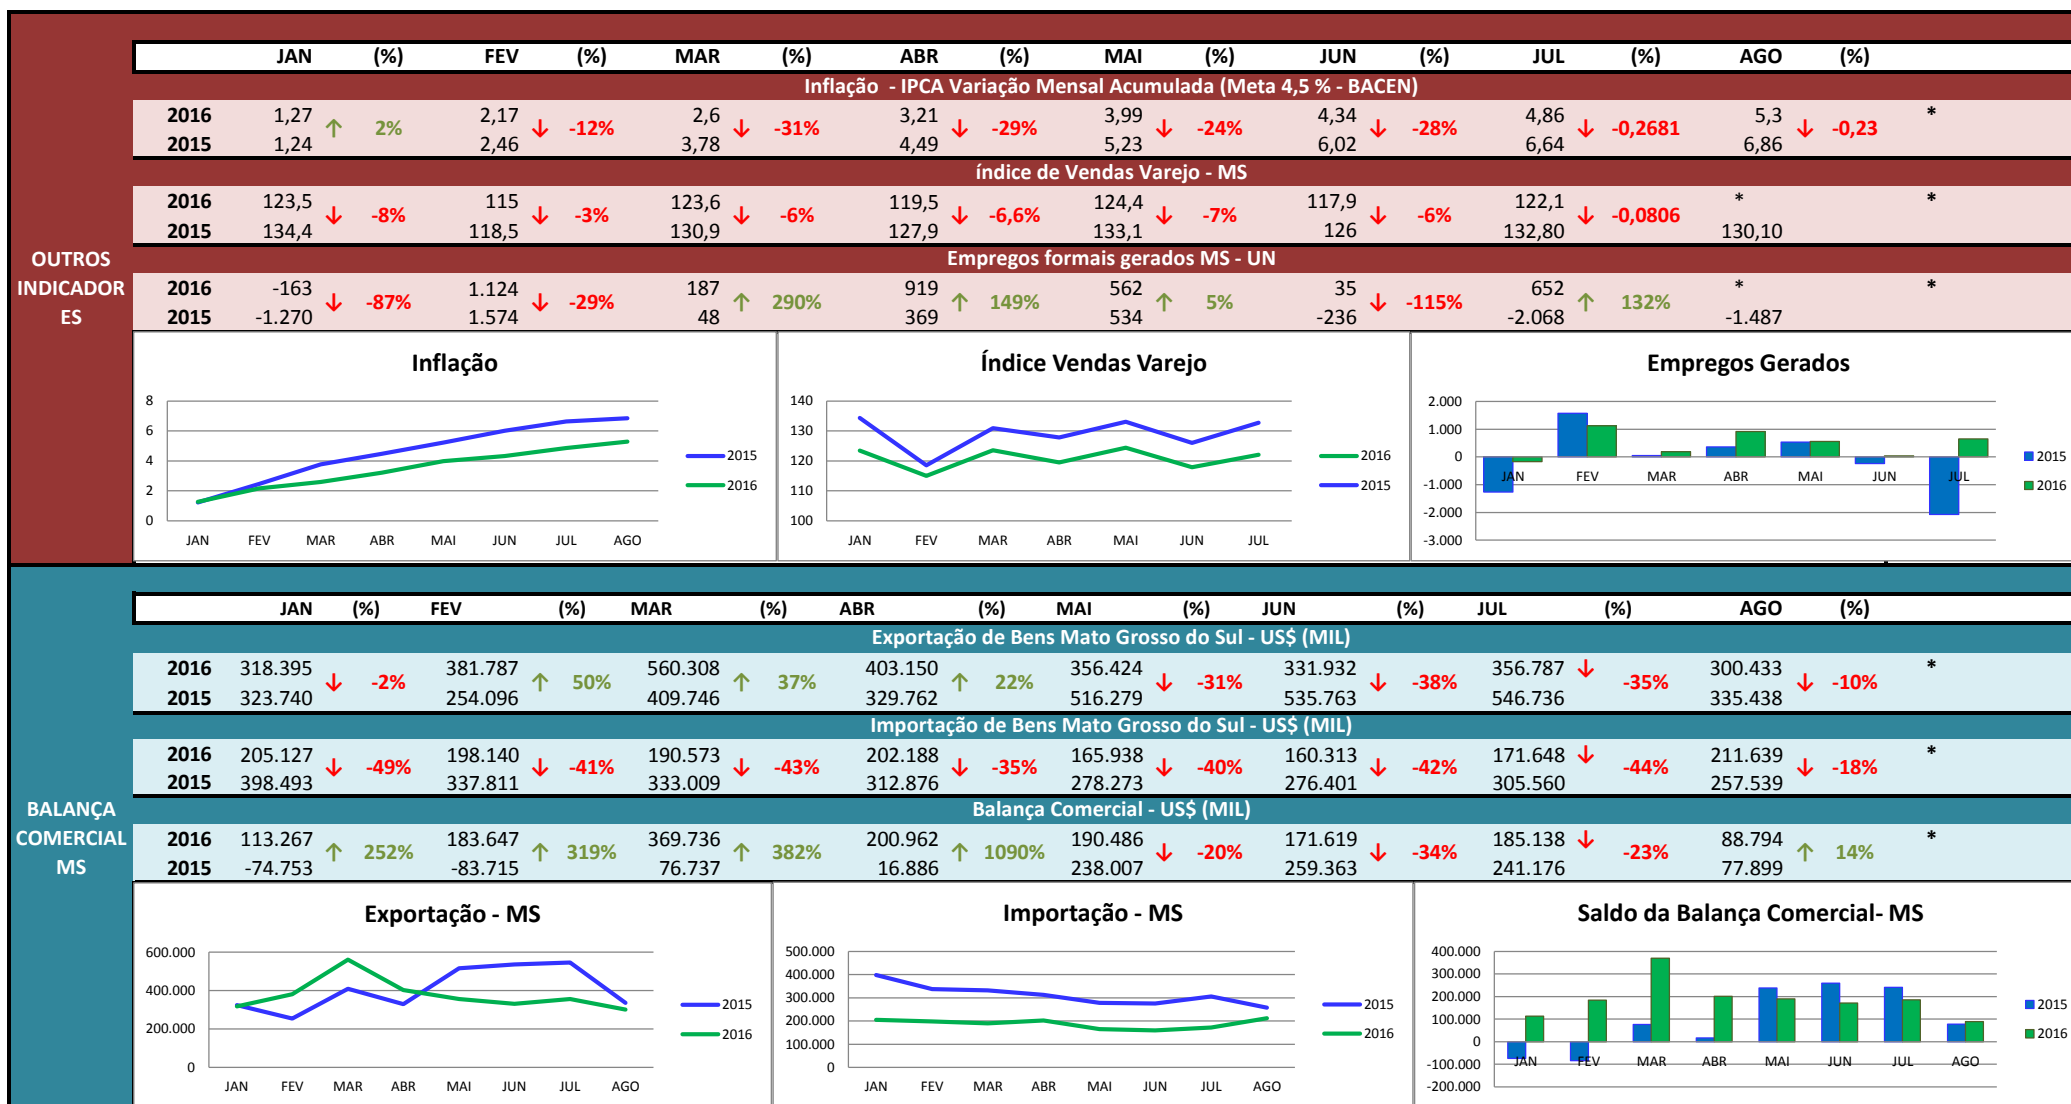 JAN (%) FEV (%) MAR (%) ABR (%) MAI (%) JUN (%) JUL (%) AGO (%)
Inflação - IPCA Variação Mensal Acumulada (Meta 4,5 % - BACEN)
2016 1,27 ↑ 2% 2,17 ↓ -12% 2,6 ↓ -31% 3,21 ↓ -29% 3,99 ↓ -24% 4,34 ↓ -28% 4,86 ↓ -0,2681 5,3 ↓ -0,23 *
2015 1,24 2,46 3,78 4,49 5,23 6,02 6,64 6,86
índice de Vendas Varejo - MS
2016 123,5 ↓ -8% 115 ↓ -3% 123,6 ↓ -6% 119,5 ↓ -6,6% 124,4 ↓ -7% 117,9 ↓ -6% 122,1 ↓ -0,0806 * *
2015 134,4 118,5 130,9 127,9 133,1 126 132,80 130,10
OUTROS
INDICADOR
ES
Empregos formais gerados MS - UN
2016 -163 ↓ -87% 1.124 ↓ -29% 187 ↑ 290% 919 ↑ 149% 562 ↑ 5% 35 ↓ -115% 652 ↑ 132% * *
2015 -1.270 1.574 48 369 534 -236 -2.068 -1.487
Inflação
8
6
4
2
0
JAN FEV MAR ABR MAI JUN JUL AGO
2015
2016
Índice Vendas Varejo
140
130
120
110
100
JAN FEV MAR ABR MAI JUN JUL
2016
2015
Empregos Gerados
2.000
1.000
0
-1.000
-2.000
-3.000
JAN FEV MAR ABR MAI JUN JUL
2015
2016
JAN (%) FEV (%) MAR (%) ABR (%) MAI (%) JUN (%) JUL (%) AGO (%)
Exportação de Bens Mato Grosso do Sul - US$ (MIL)
2016 318.395 ↓ -2% 381.787 ↑ 50% 560.308 ↑ 37% 403.150 ↑ 22% 356.424 ↓ -31% 331.932 ↓ -38% 356.787 ↓ -35% 300.433 ↓ -10% *
2015 323.740 254.096 409.746 329.762 516.279 535.763 546.736 335.438
Importação de Bens Mato Grosso do Sul - US$ (MIL)
2016 205.127 ↓ -49% 198.140 ↓ -41% 190.573 ↓ -43% 202.188 ↓ -35% 165.938 ↓ -40% 160.313 ↓ -42% 171.648 ↓ -44% 211.639 ↓ -18% *
2015 398.493 337.811 333.009 312.876 278.273 276.401 305.560 257.539
BALANÇA
COMERCIAL
MS
Balança Comercial - US$ (MIL)
2016 113.267 ↑ 252% 183.647 ↑ 319% 369.736 ↑ 382% 200.962 ↑ 1090% 190.486 ↓ -20% 171.619 ↓ -34% 185.138 ↓ -23% 88.794 ↑ 14% *
2015 -74.753 -83.715 76.737 16.886 238.007 259.363 241.176 77.899
Exportação - MS
600.000
400.000
200.000
0
JAN FEV MAR ABR MAI JUN JUL AGO
2015
2016
Importação - MS
500.000
400.000
300.000
200.000
100.000
0
JAN FEV MAR ABR MAI JUN JUL AGO
2015
2016
Saldo da Balança Comercial- MS
400.000
300.000
200.000
100.000
0
-100.000
-200.000
JAN FEV MAR ABR MAI JUN JUL AGO
2015
2016